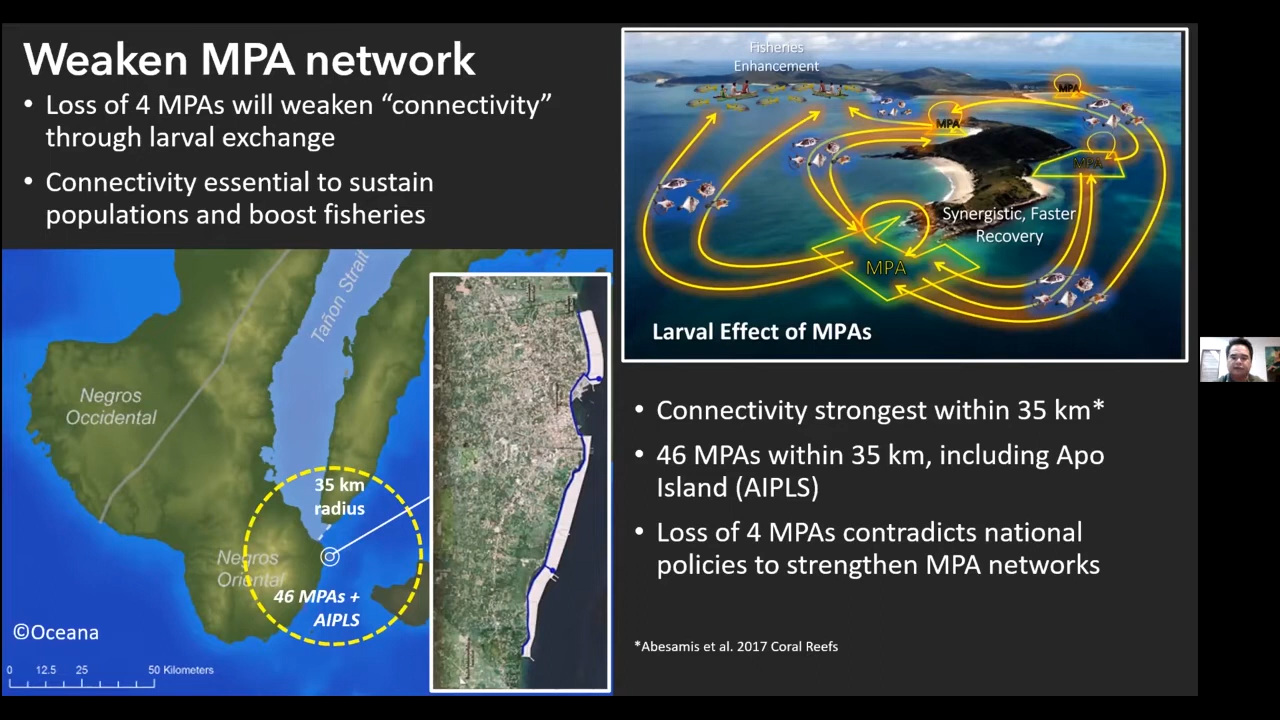 Weaken MPA network
• Loss of 4 MPAs will weaken “connectivity”
through larval exchange
• Connectivity essential to sustain
populations and boost fisheries
Fisheries
Enhancement
MPA
MPA
MPA
Synergistic, Faster
Recovery
MPA
Larval Effect of MPAs
Tañon Strait
Negros
Occidental
35 km
radius
Negros
Oriental
46 MPAs +
AIPLS
©Oceana
0 12.5 25 50 Kilometers
• Connectivity strongest within 35 km*
• 46 MPAs within 35 km, including Apo
Island (AIPLS)
• Loss of 4 MPAs contradicts national
policies to strengthen MPA networks
*Abesamis et al. 2017 Coral Reefs